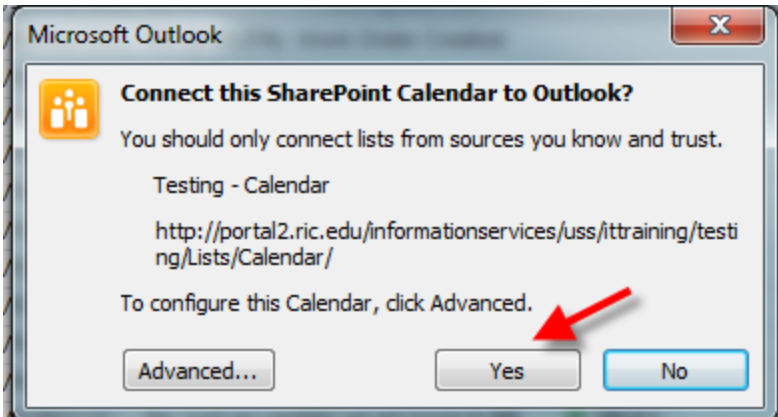 Microsoft Outlook
Connect this SharePoint Calendar to Outlook?
You should only connect lists from sources you know and trust.
Testing - Calendar
http://portal2.ric.edu/informationservices/uss/ittraining/testi
ng/Lists/Calendar/
To configure this Calendar, click Advanced.
Advanced... Yes No